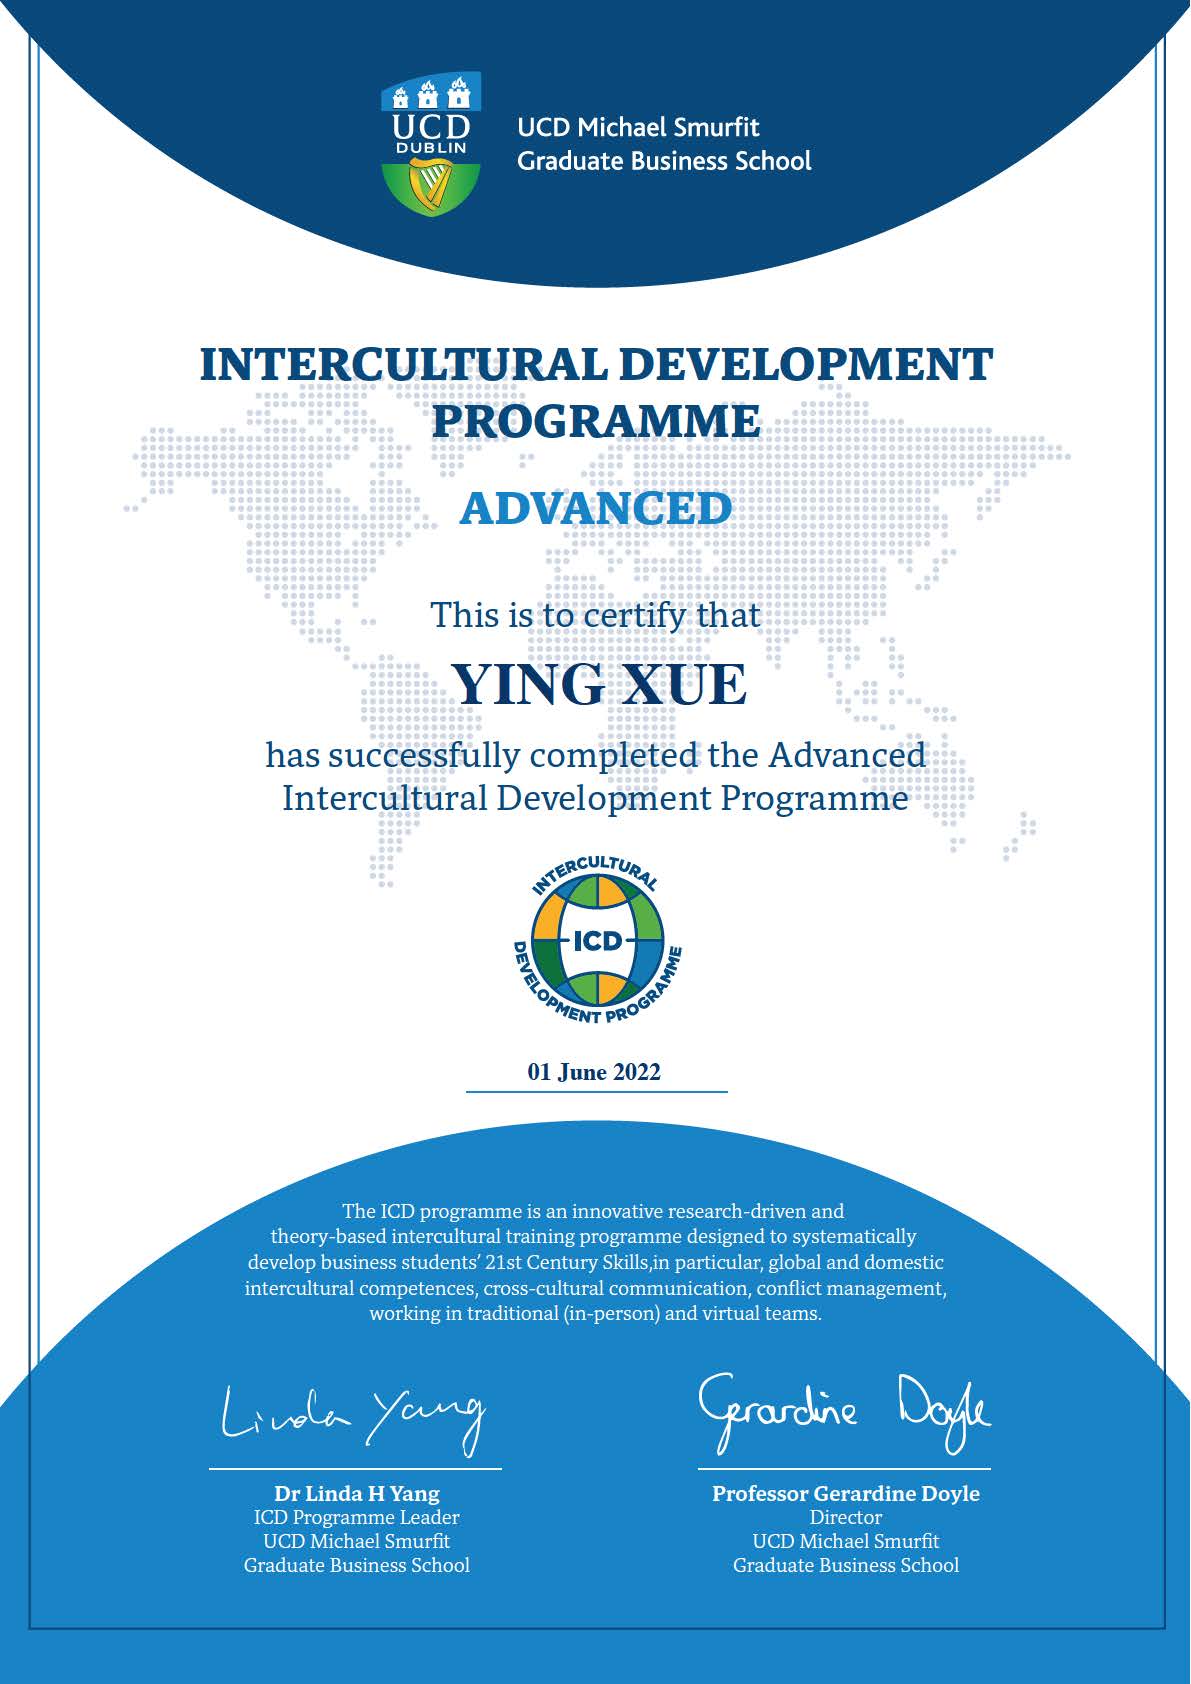 UCD
DUBLIN
UCD Michael Smurfit
Graduate Business School
INTERCULTURAL DEVELOPMENT
PROGRAMME
ADVANCED
This is to certify that
YING XUE
has successfully completed the Advanced
Intercultural Development Programme
INTERCULTURAL
ICD
DEVELOPMENT PROGRAMME
01 June 2022
The ICD programme is an innovative research-driven and
theory-based intercultural training programme designed to systematically
develop business students’ 21st Century Skills,in particular, global and domestic
intercultural competences, cross-cultural communication, conflict management,
working in traditional (in-person) and virtual teams.
Linda Yang
Gerardine Doyle
Dr Linda H Yang
ICD Programme Leader
UCD Michael Smurfit
Graduate Business School
Professor Gerardine Doyle
Director
UCD Michael Smurfit
Graduate Business School